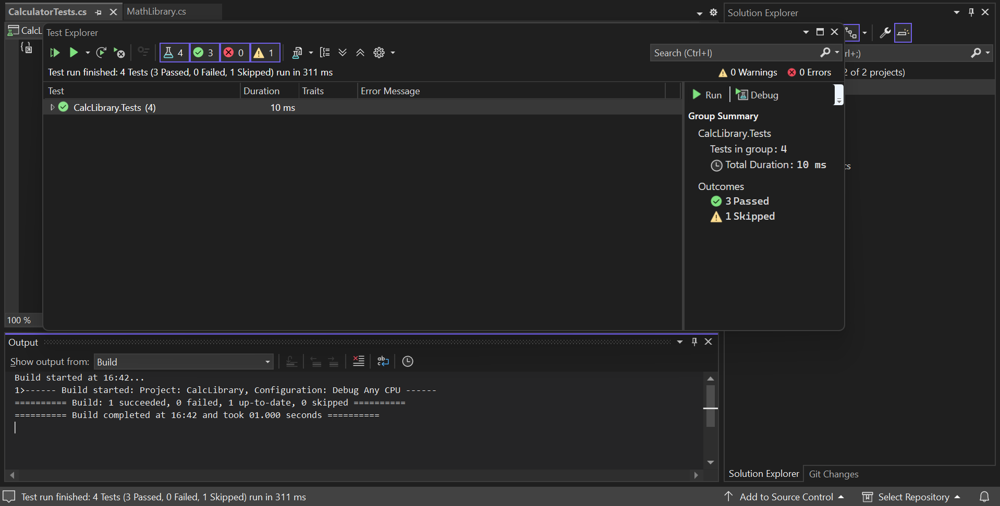 CalculatorTests.cs
MathLibrary.cs
Solution Explorer
CalcL
Test Explorer
4
3
0
1
Search (Ctrl+I)
rl+;)
Test run finished: 4 Tests (3 Passed, 0 Failed, 1 Skipped) run in 311 ms
0 Warnings
0 Errors
2 of 2 projects)
Test
Duration
Traits
Error Message
Run
Debug
CalcLibrary.Tests (4)
10 ms
Group Summary
CalcLibrary.Tests
Tests in group: 4
Total Duration: 10 ms
cs
Outcomes
3 Passed
1 Skipped
100 %
Output
Show output from:
Build
Build started at 16:42...
1>------ Build started: Project: CalcLibrary, Configuration: Debug Any CPU ------
========== Build: 1 succeeded, 0 failed, 1 up-to-date, 0 skipped ==========
========== Build completed at 16:42 and took 01.000 seconds ==========
Solution Explorer
Git Changes
Test run finished: 4 Tests (3 Passed, 0 Failed, 1 Skipped) run in 311 ms
Add to Source Control
Select Repository